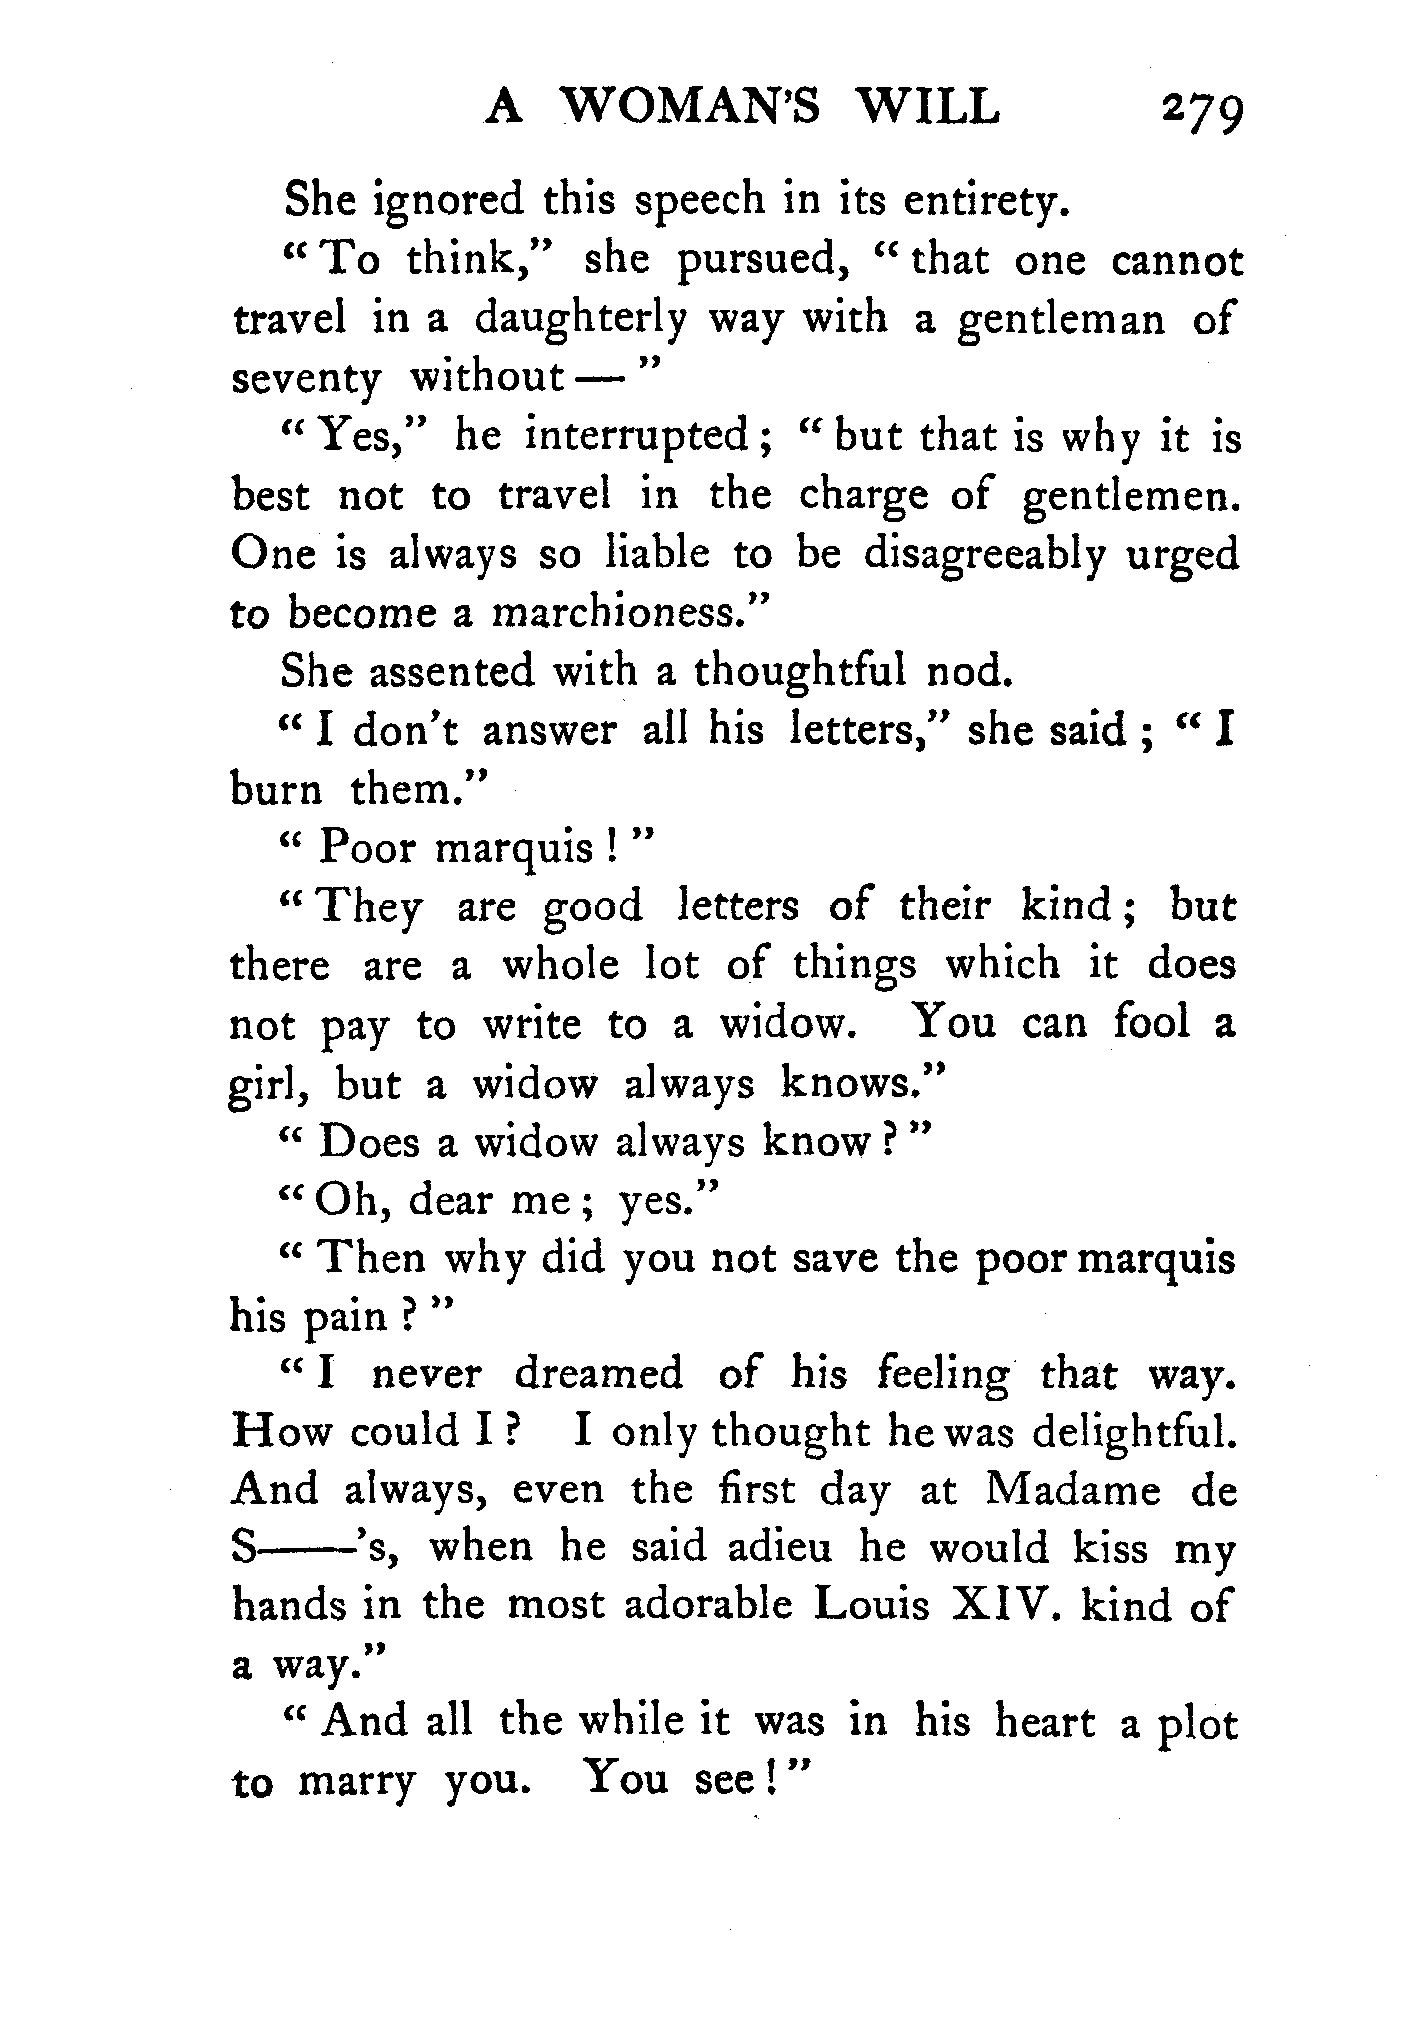 A WOMAN'S WILL 279
She ignored this speech in its entirety.
“To think,” she pursued, “that one cannot
travel in a daughterly way with a gentleman of
seventy without—”
“Yes,” he interrupted; “but that is why it is
best not to travel in the charge of gentlemen.
One is always so liable to be disagreeably urged
to become a marchioness.”
She assented with a thoughtful nod.
“I don't answer all his letters,” she said; “I
burn them.”
“Poor marquis!”
“They are good letters of their kind; but
there are a whole lot of things which it does
not pay to write to a widow. You can fool a
girl, but a widow always knows.”
“Does a widow always know?”
“Oh, dear me; yes.”
“Then why did you not save the poor marquis
his pain?”
“I never dreamed of his feeling that way.
How could I? I only thought he was delightful.
And always, even the first day at Madame de
S——'s, when he said adieu he would kiss my
hands in the most adorable Louis XIV. kind of
a way.”
“And all the while it was in his heart a plot
to marry you. You see!”